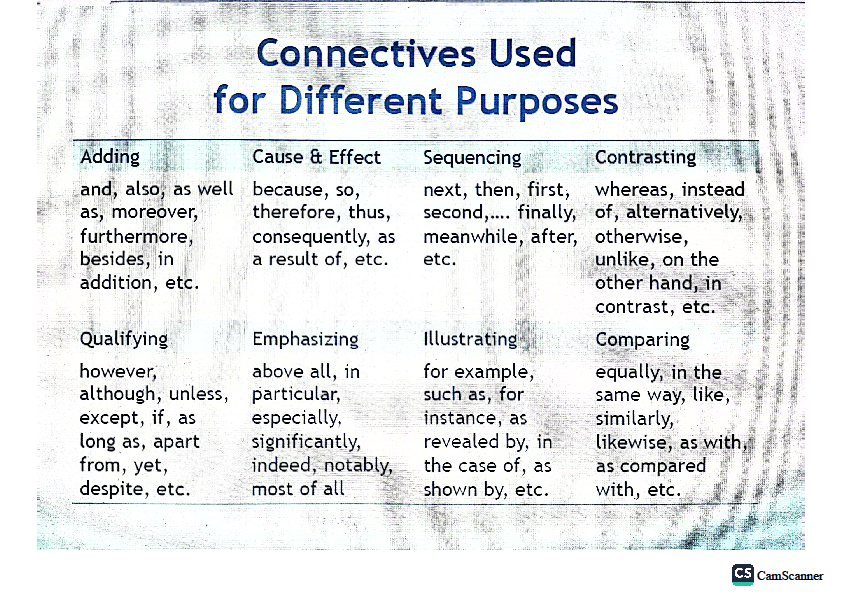 Connectives Used
for Different Purposes
Adding
and, also, as well
as, moreover,
furthermore,
besides, in
addition, etc.
Cause & Effect
because, so,
therefore, thus,
consequently, as
a result of, etc.
Sequencing
next, then, first,
second,.... finally,
meanwhile, after,
etc.
Contrasting
whereas, instead
of, alternatively,
otherwise,
unlike, on the
other hand, in
contrast, etc.
Qualifying
however,
although, unless,
except, if, as
long as, apart
from, yet,
despite, etc.
Emphasizing
above all, in
particular,
especially,
significantly,
indeed, notably,
most of all
Illustrating
for example,
such as, for
instance, as
revealed by, in
the case of, as
shown by, etc.
Comparing
equally, in the
same way, like,
similarly,
likewise, as with,
as compared
with, etc.
CS CamScanner